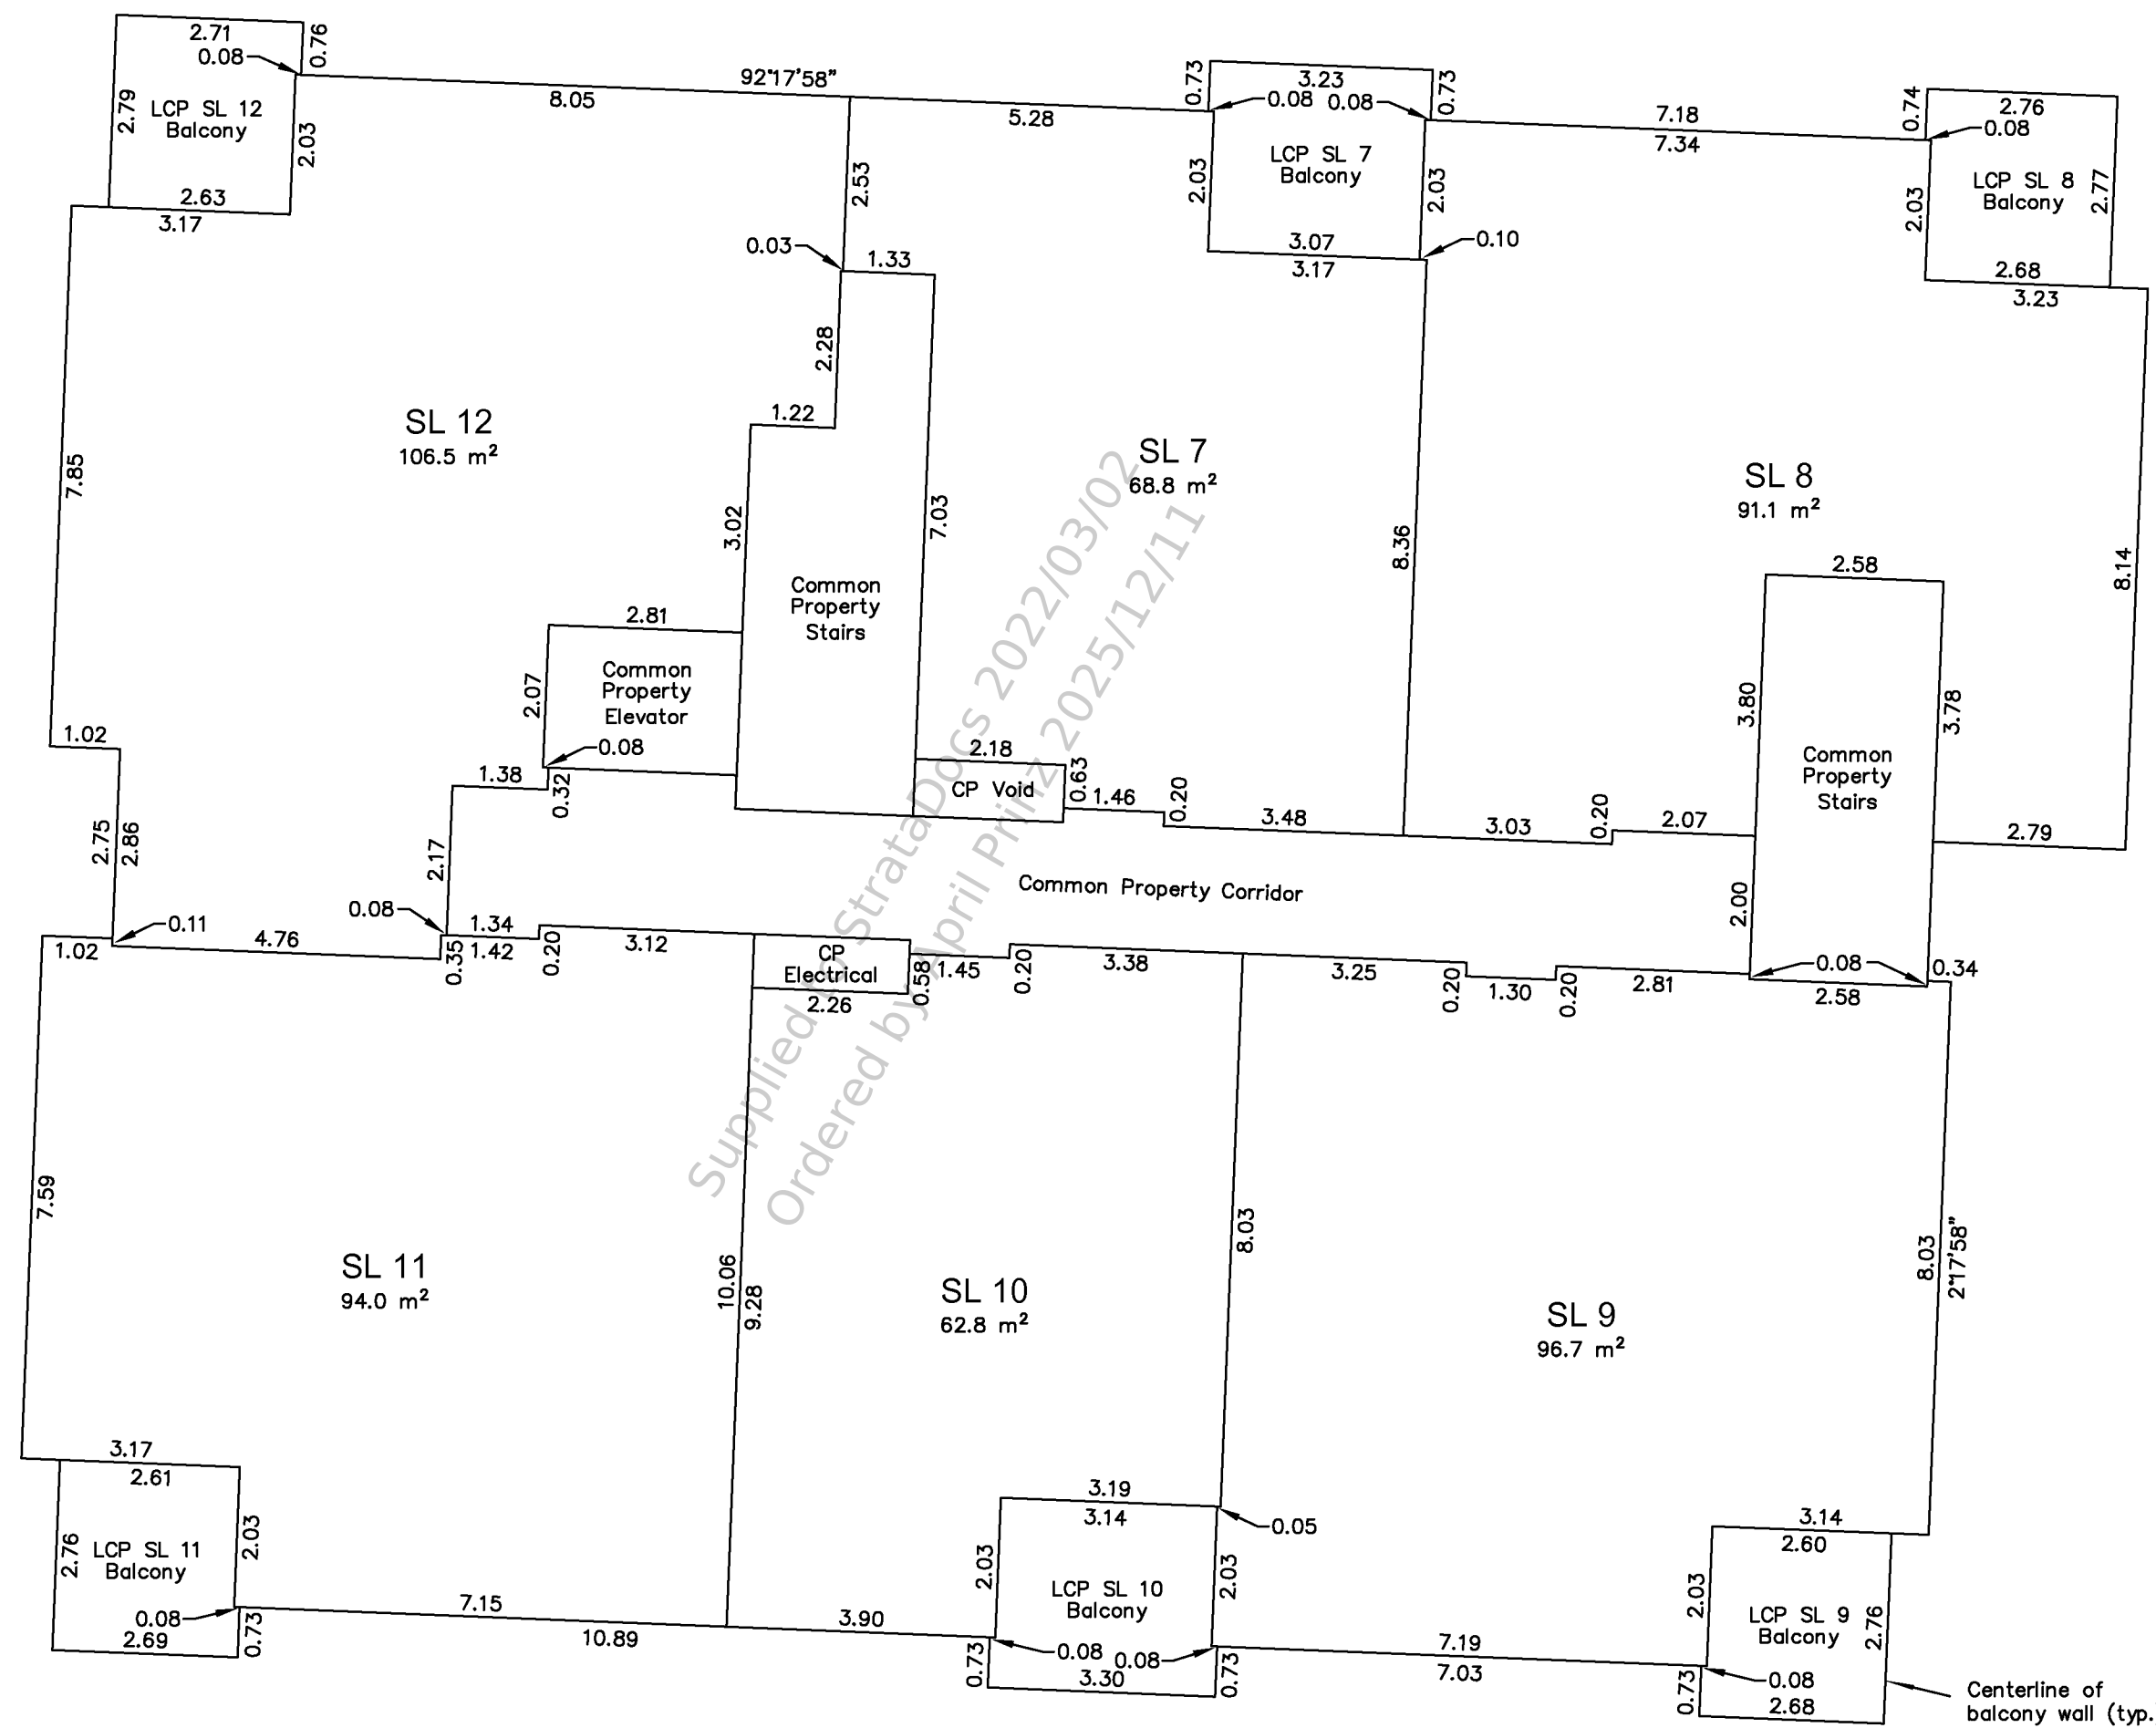 2.71
0.76
0.08
92°17'58"
8.05
2.79
LCP SL 12
Balcony
2.03
2.63
3.17
0.73
3.23
0.73
0.08
0.08
5.28
2.03
LCP SL 7
Balcony
2.03
3.07
3.17
0.10
7.18
7.34
0.74
2.76
0.08
2.03
LCP SL 8
Balcony
2.77
2.68
3.23
2.53
0.03
1.33
2.28
1.22
SL 12
106.5 m²
7.85
3.02
7.03
SL 7
68.8 m²
8.36
SL 8
91.1 m²
8.14
2.58
Common
Property
Stairs
2.81
2.07
Common
Property
Elevator
0.08
1.02
1.38
0.32
2.18
CP Void
0.63
1.46
0.20
3.48
3.03
0.20
2.07
3.80
3.78
Common
Property
Stairs
2.79
2.75
2.86
2.17
Common Property Corridor
2.00
0.08
0.11
1.02
4.76
0.35
1.34
1.42
0.20
3.12
CP
Electrical
2.26
0.58
1.45
0.20
3.38
3.25
0.20
1.30
0.20
2.81
0.08
2.58
0.34
7.59
SL 11
94.0 m²
10.06
9.28
SL 10
62.8 m²
8.03
SL 9
96.7 m²
8.03
2°17'58"
3.17
2.61
2.76
LCP SL 11
Balcony
2.03
0.08
2.69
0.73
7.15
10.89
3.90
3.19
3.14
0.05
2.03
LCP SL 10
Balcony
2.03
0.73
0.08
0.08
3.30
0.73
7.19
7.03
3.14
2.60
2.03
LCP SL 9
Balcony
2.76
0.73
0.08
2.68
Centerline of
balcony wall (typ.
Supplied to StrataDocs 2022/03/02
Ordered by April Prinz 2025/12/11